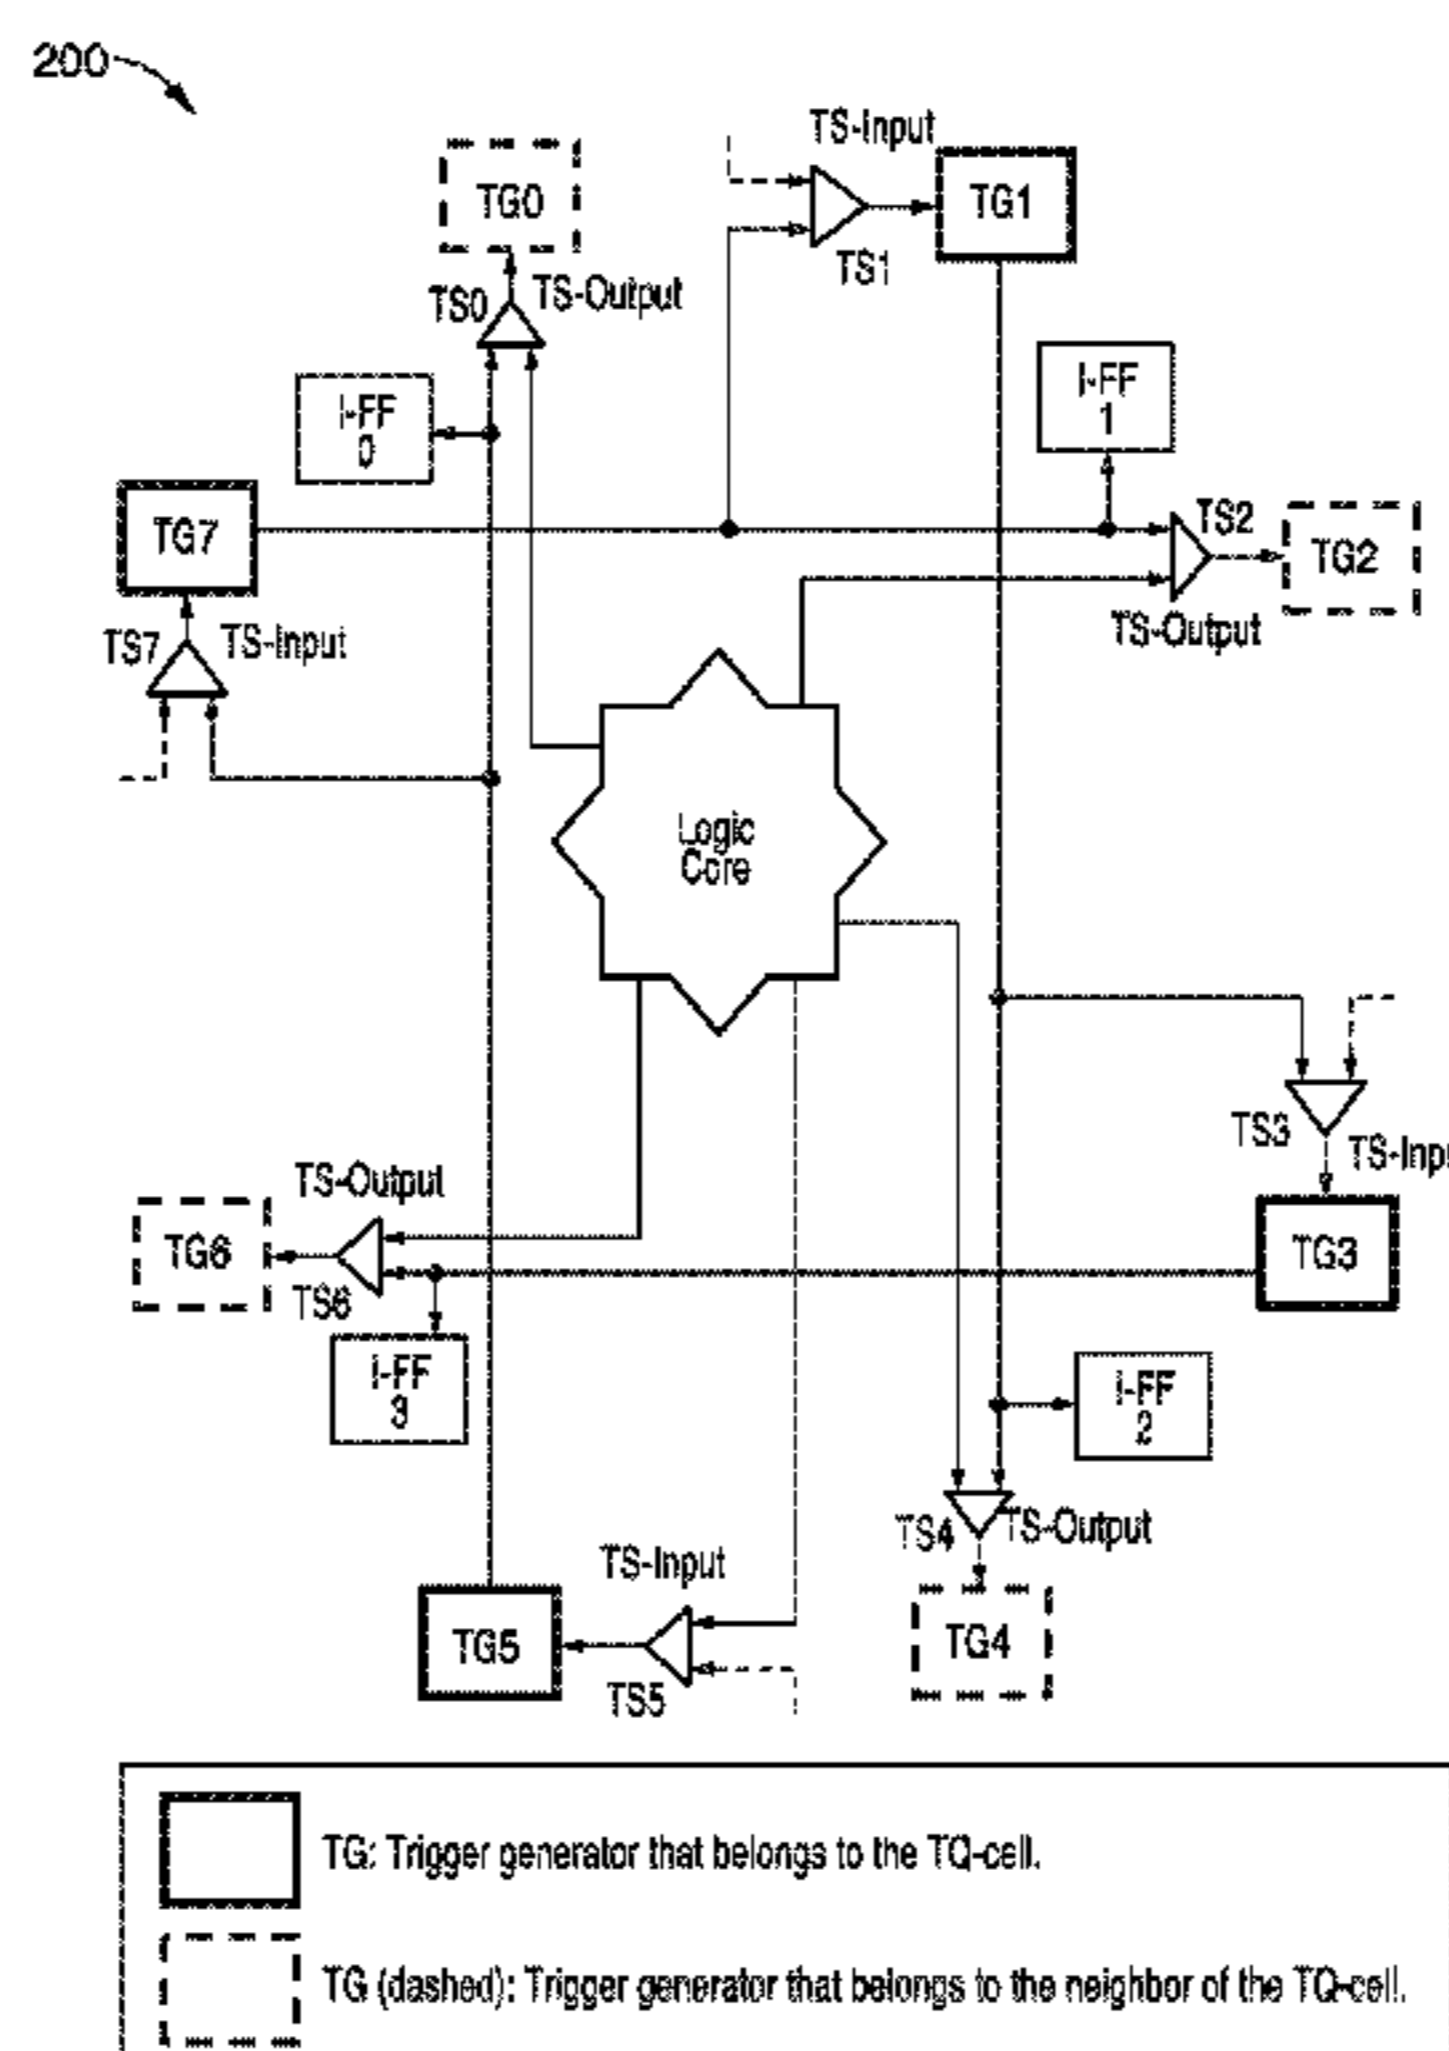 200
TS-Input
TG0
TG1
TS0
TS-Output
TS1
I-FF
0
I-FF
1
TG7
TS2
TG2
TS7
TS-Input
TS-Output
Logic
Core
TS3
TS-Output
TG6
TG3
TS6
I-FF
3
I-FF
2
TS4
TS-Output
TS-Input
TG5
TG4
TS5
TG: Trigger generator that belongs to the TQ-cell.
TG (dashed): Trigger generator that belongs to the neighbor of the TQ-cell.